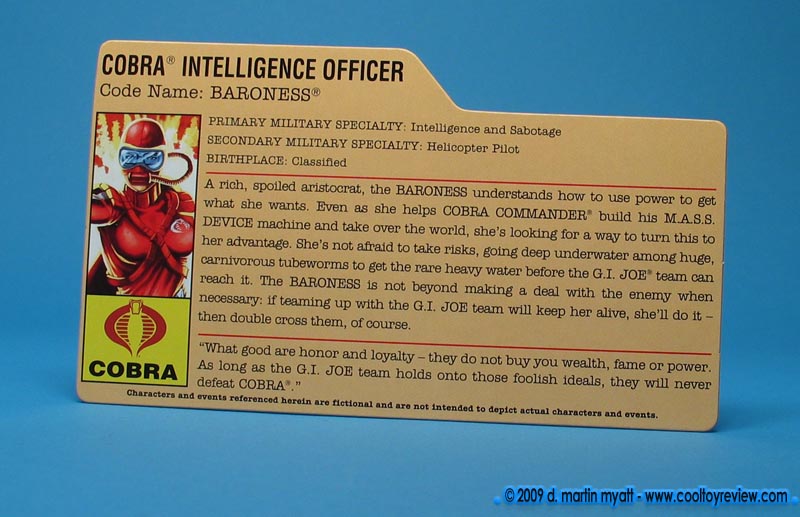 COBRA® INTELLIGENCE OFFICER
Code Name: BARONESS®
PRIMARY MILITARY SPECIALTY: Intelligence and Sabotage
SECONDARY MILITARY SPECIALTY: Helicopter Pilot
BIRTHPLACE: Classified
A rich, spoiled aristocrat, the BARONESS understands how to use power to get
what she wants. Even as she helps COBRA COMMANDER® build his M.A.S.S.
DEVICE machine and take over the world, she's looking for a way to turn this to
her advantage. She's not afraid to take risks, going deep underwater among huge,
carnivorous tubeworms to get the rare heavy water before the G.I. JOE® team can
reach it. The BARONESS is not beyond making a deal with the enemy when
necessary: if teaming up with the G.I. JOE team will keep her alive, she'll do it –
then double cross them, of course.
COBRA
"What good are honor and loyalty – they do not buy you wealth, fame or power.
As long as the G.I. JOE team holds onto those foolish ideals, they will never
defeat COBRA®."
Characters and events referenced herein are fictional and are not intended to depict actual characters and events.
© 2009 d. martin myatt - www.cooltoyreview.com